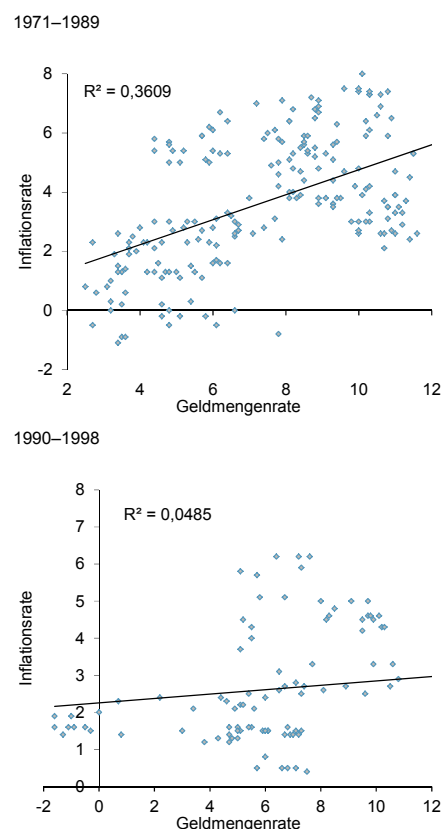 1971–1989
8
R² = 0,3609
6
4
2
0
-2
Inflationsrate
2 4 6 8 10 12
Geldmengenrate
1990–1998
8
R² = 0,0485
7
6
5
4
3
2
1
0
Inflationsrate
-2 0 2 4 6 8 10 12
Geldmengenrate